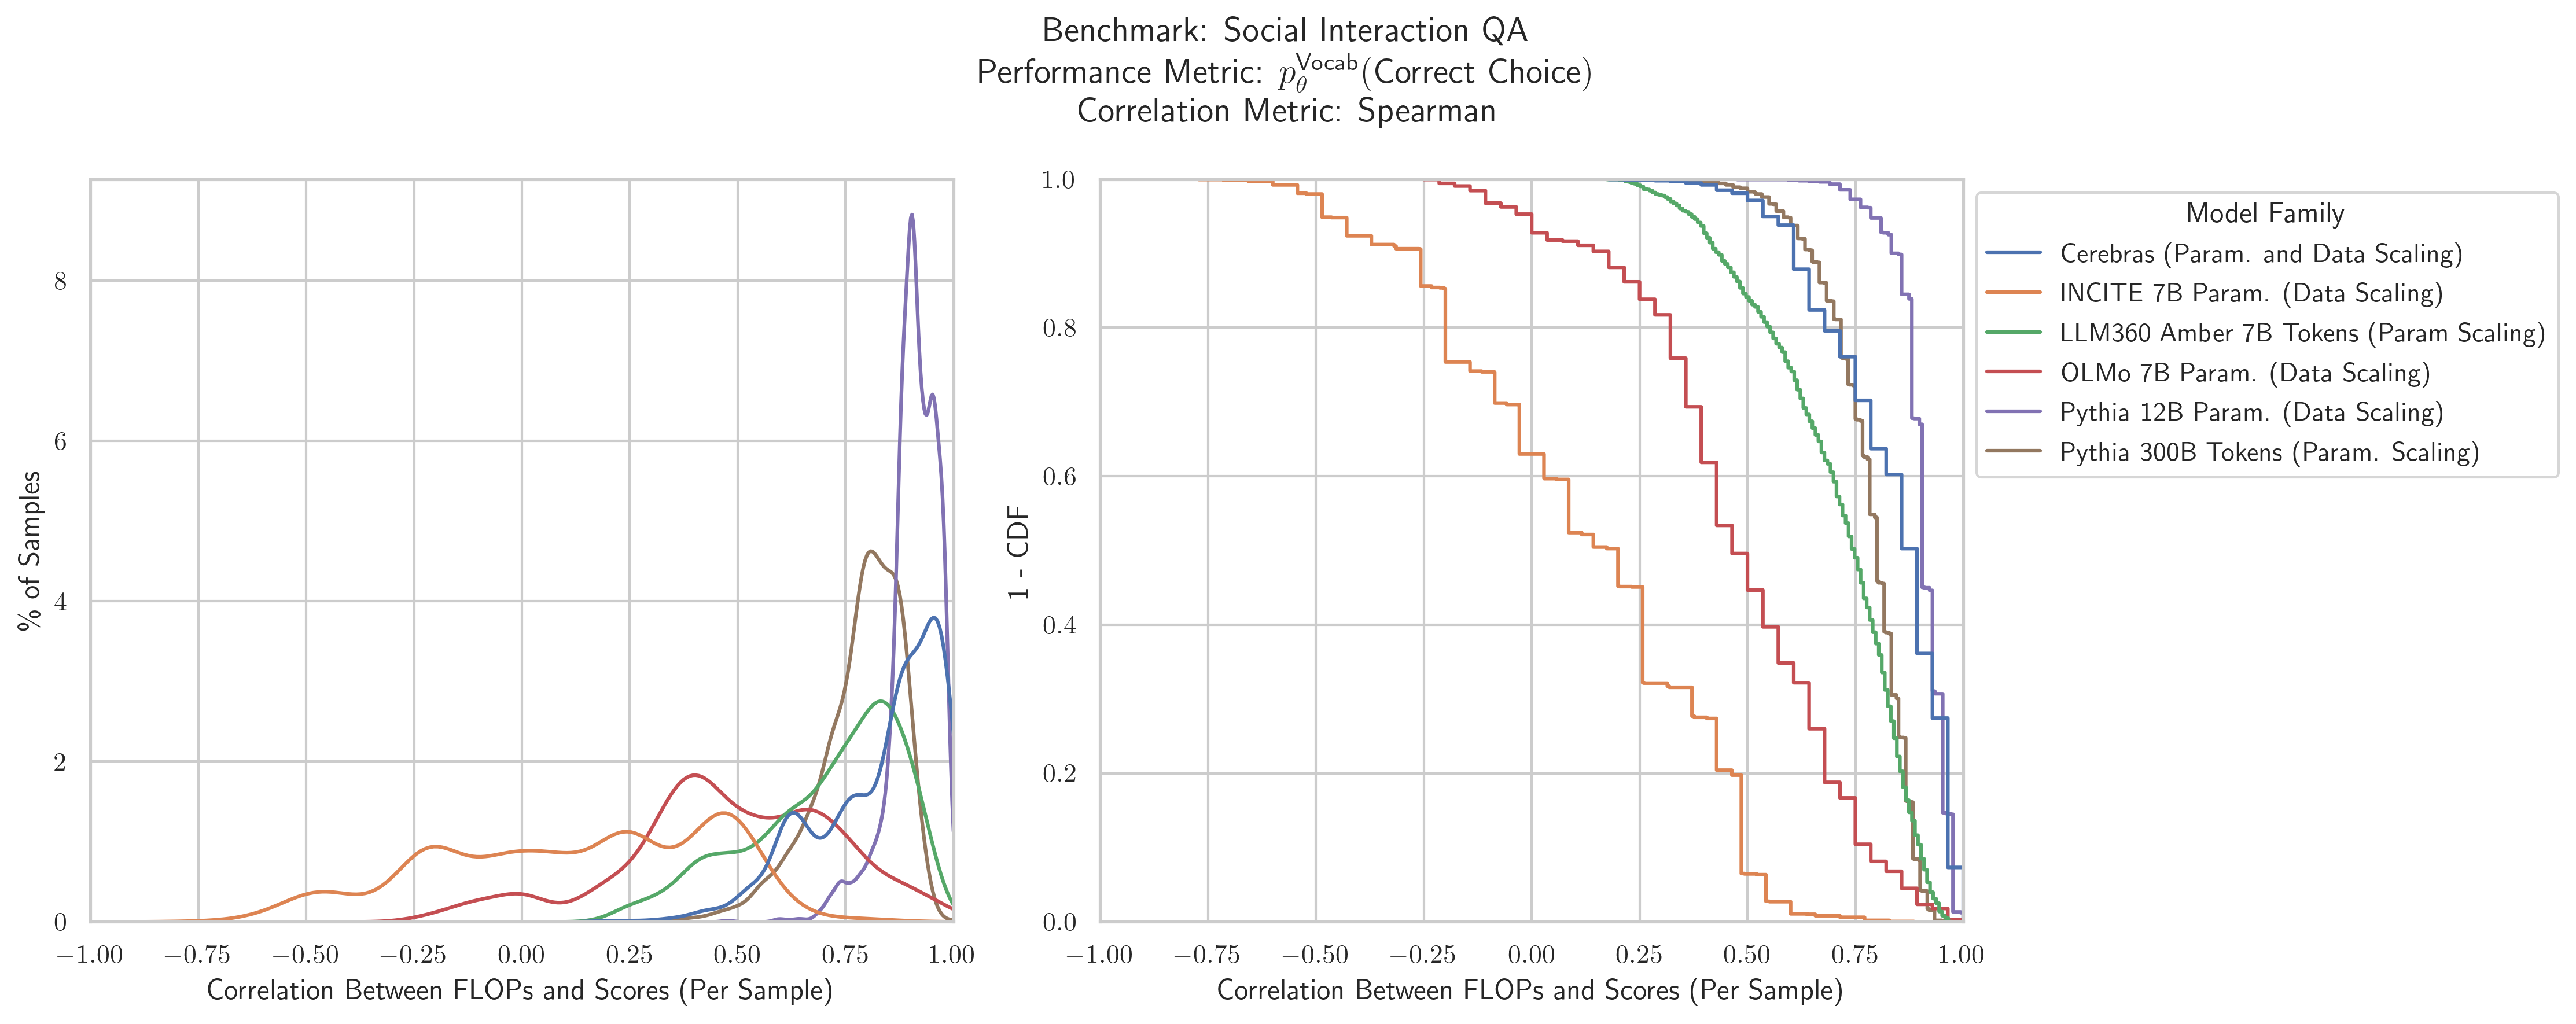 Benchmark: Social Interaction QA
Performance Metric: $p_\theta^{\text{Vocab}}$(Correct Choice)
Correlation Metric: Spearman
% of Samples
8
6
4
2
0
−1.00 −0.75 −0.50 −0.25 0.00 0.25 0.50 0.75 1.00
Correlation Between FLOPs and Scores (Per Sample)
1 - CDF
1.0
0.8
0.6
0.4
0.2
0.0
−1.00 −0.75 −0.50 −0.25 0.00 0.25 0.50 0.75 1.00
Correlation Between FLOPs and Scores (Per Sample)
Model Family
Cerebras (Param. and Data Scaling)
INCITE 7B Param. (Data Scaling)
LLM360 Amber 7B Tokens (Param Scaling)
OLMo 7B Param. (Data Scaling)
Pythia 12B Param. (Data Scaling)
Pythia 300B Tokens (Param. Scaling)